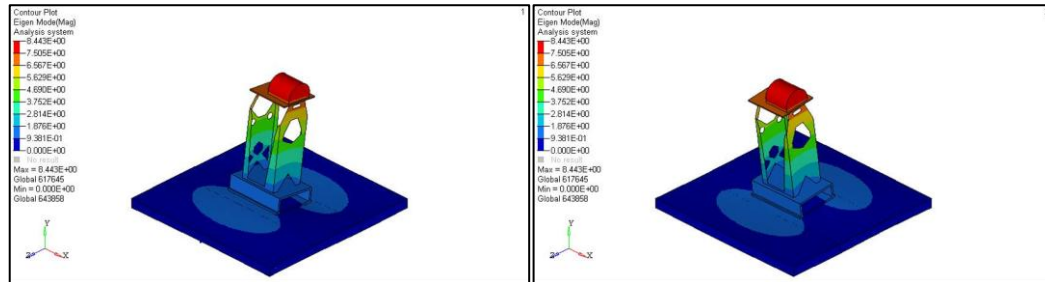 Contour Plot
Eigen Mode(Mag)
Analysis system
8.443E+00
7.505E+00
6.567E+00
5.629E+00
4.690E+00
3.752E+00
2.814E+00
1.876E+00
9.381E-01
0.000E+00
No result
Max = 8.443E+00
Global 617645
Min = 0.000E+00
Global 643858
Y
Z X
1
Contour Plot
Eigen Mode(Mag)
Analysis system
8.443E+00
7.505E+00
6.567E+00
5.629E+00
4.690E+00
3.752E+00
2.814E+00
1.876E+00
9.381E-01
0.000E+00
No result
Max = 8.443E+00
Global 617645
Min = 0.000E+00
Global 643858
Y
Z X